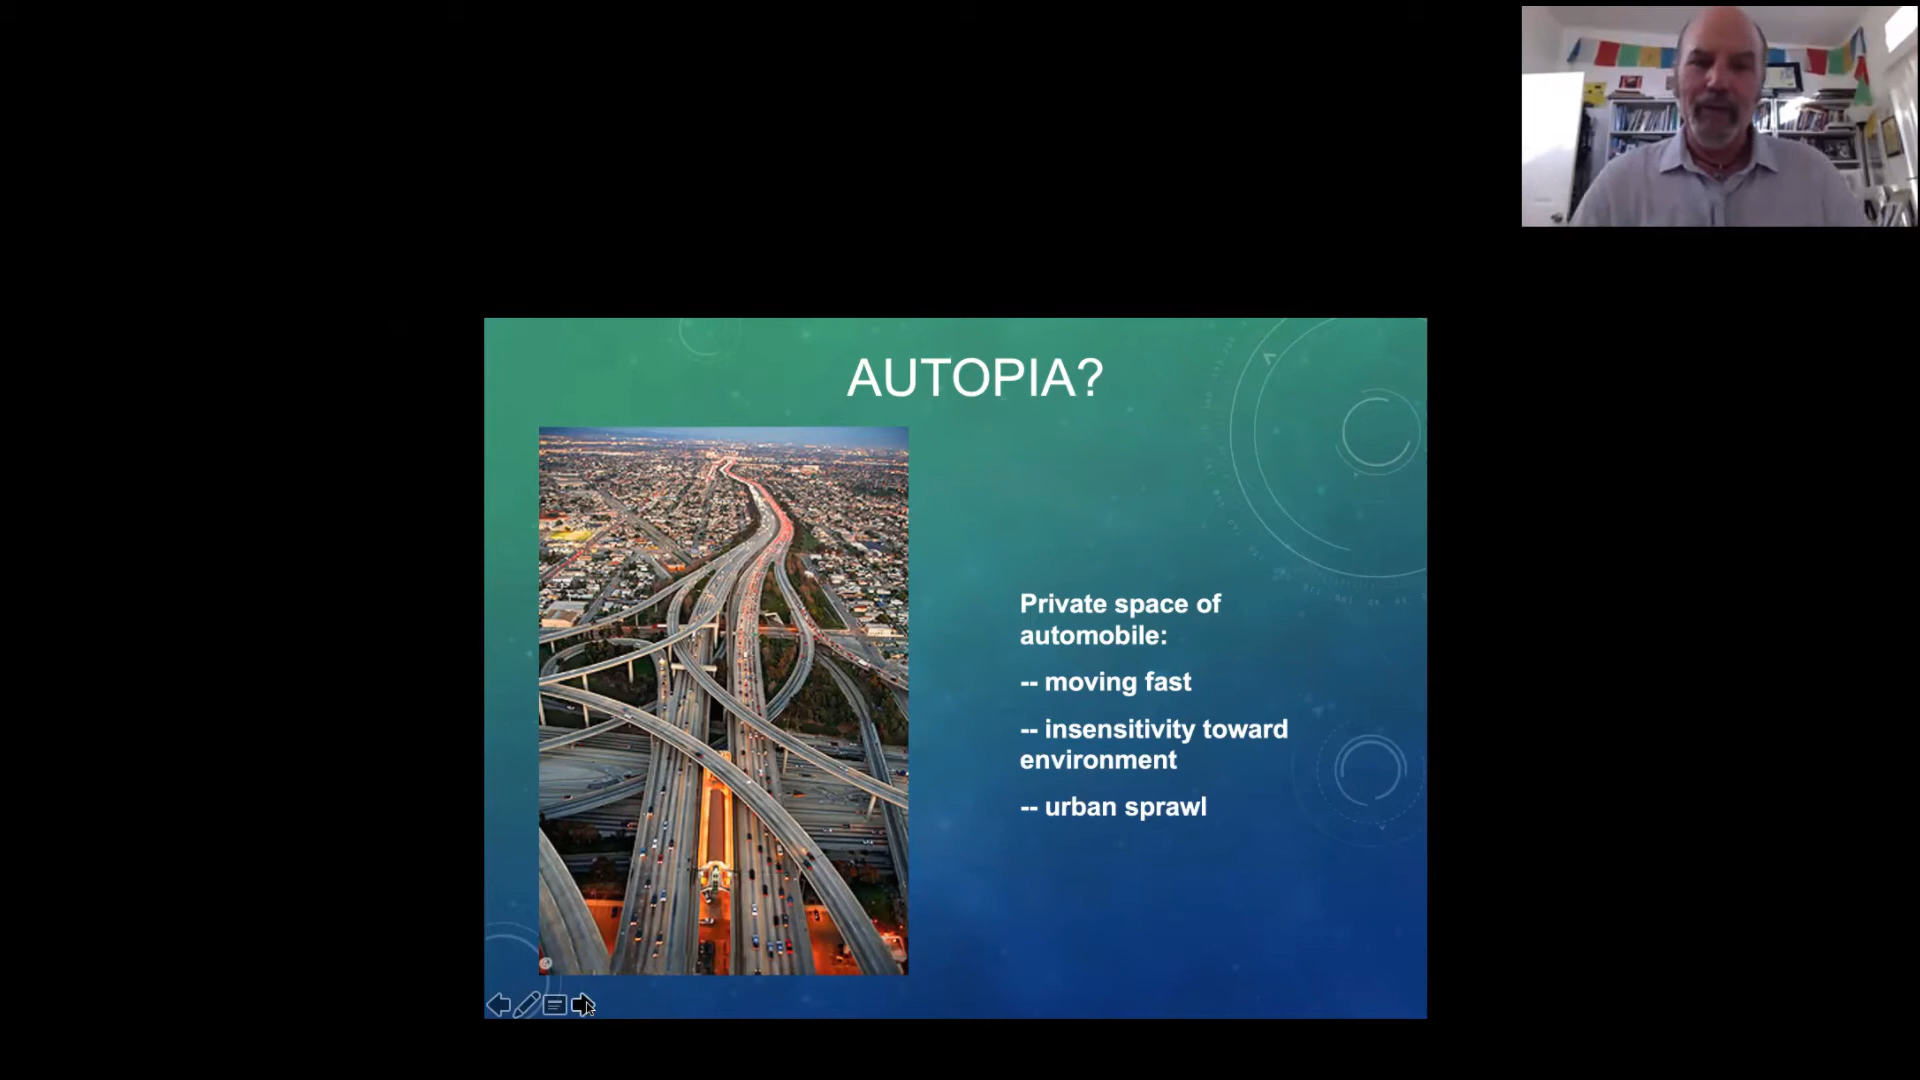 AUTOPIA?
Private space of
automobile:
-- moving fast
-- insensitivity toward
environment
-- urban sprawl